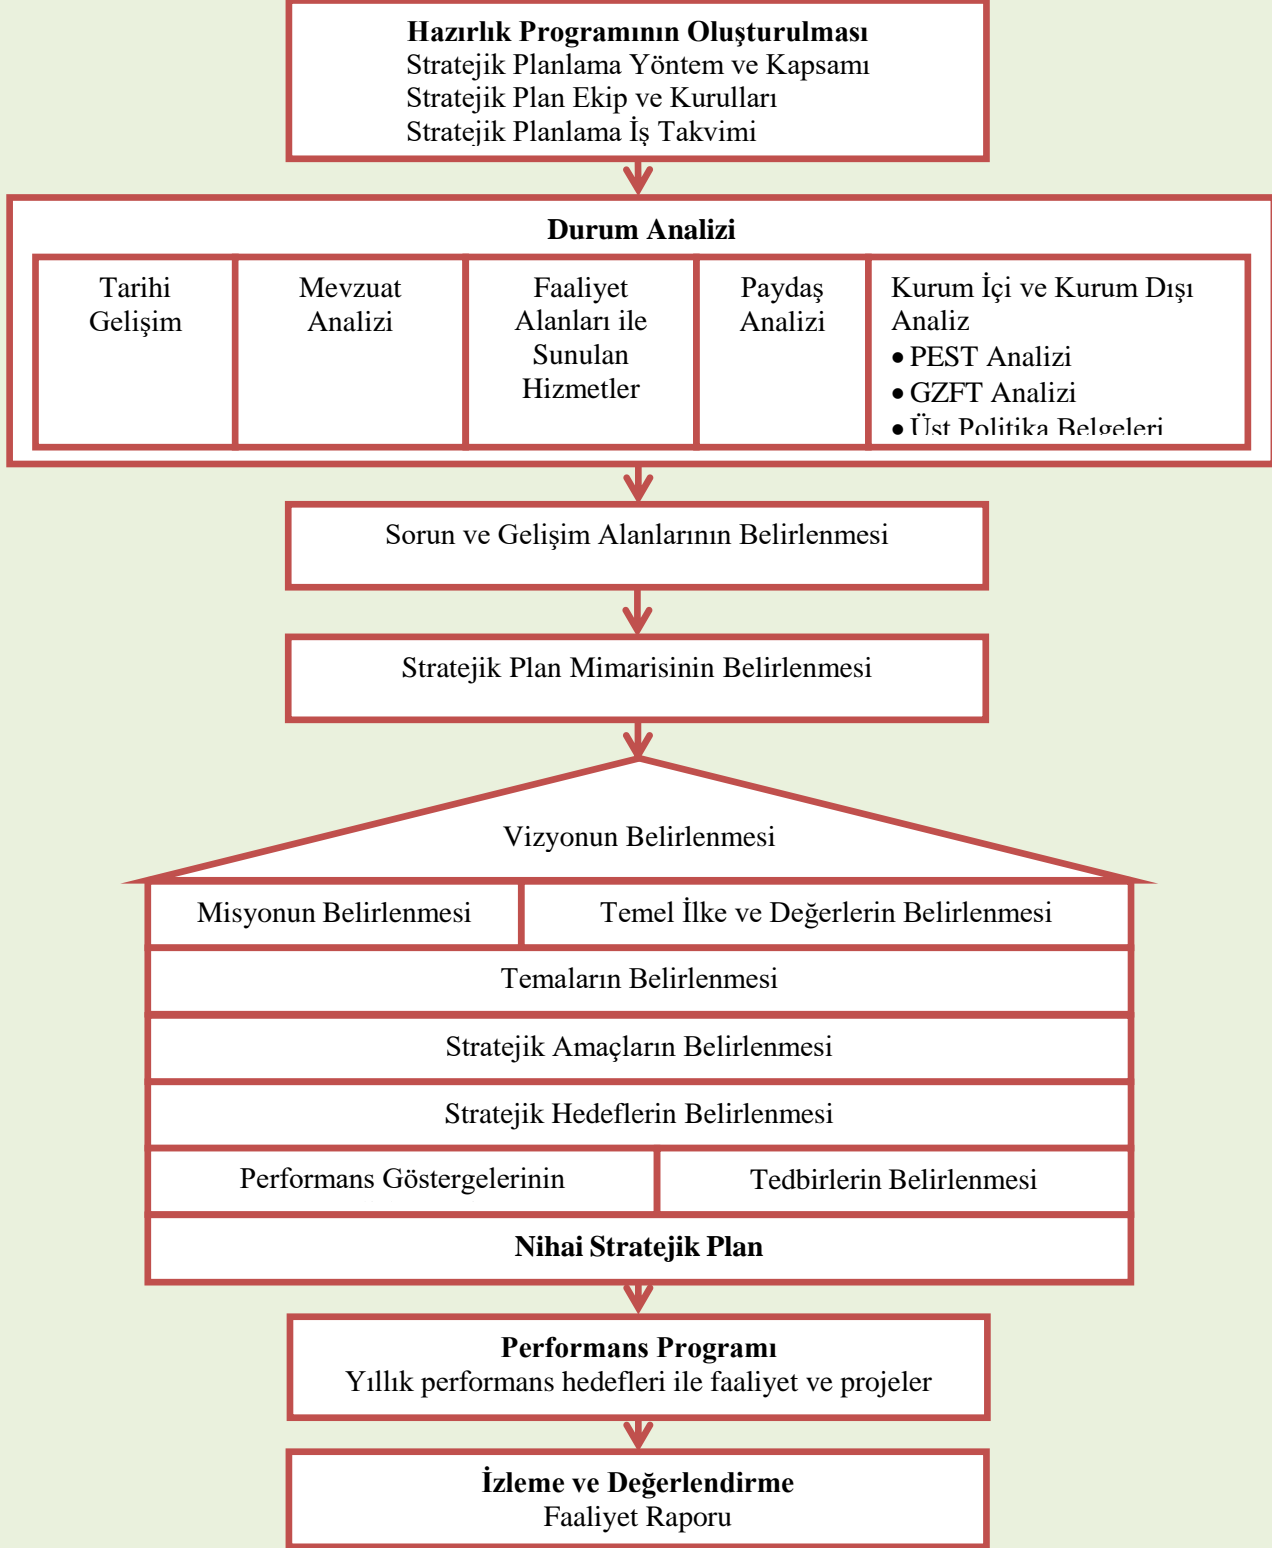 Hazırlık Programının Oluşturulması
Stratejik Planlama Yöntem ve Kapsamı
Stratejik Plan Ekip ve Kurulları
Stratejik Planlama İş Takvimi
Durum Analizi
Tarihi
Gelişim
Mevzuat
Analizi
Faaliyet
Alanları ile
Sunulan
Hizmetler
Paydaş
Analizi
Kurum İçi ve Kurum Dışı
Analiz
• PEST Analizi
• GZFT Analizi
• Üst Politika Belgeleri
Sorun ve Gelişim Alanlarının Belirlenmesi
Stratejik Plan Mimarisinin Belirlenmesi
Vizyonun Belirlenmesi
Misyonun Belirlenmesi
Temel İlke ve Değerlerin Belirlenmesi
Temaların Belirlenmesi
Stratejik Amaçların Belirlenmesi
Stratejik Hedeflerin Belirlenmesi
Performans Göstergelerinin
Tedbirlerin Belirlenmesi
Nihai Stratejik Plan
Performans Programı
Yıllık performans hedefleri ile faaliyet ve projeler
İzleme ve Değerlendirme
Faaliyet Raporu